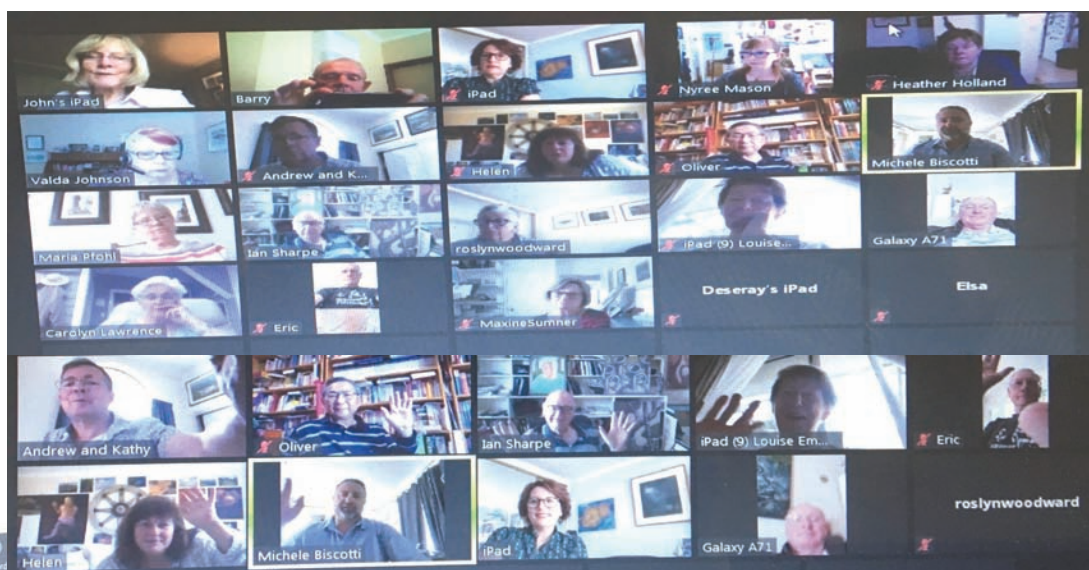 John's iPad
Barry
iPad
Nyree Mason
Heather Holland
Valda Johnson
Andrew and K...
Helen
Oliver
Michele Biscotti
Maria Pfohl
Ian Sharpe
roslynwoodward
iPad (9) Louise...
Galaxy A71
Carolyn Lawrence
Eric
MaxineSumner
Deseray's iPad
Elsa
Andrew and Kathy
Oliver
Ian Sharpe
iPad (9) Louise Em...
Eric
Helen
Michele Biscotti
iPad
Galaxy A71
roslynwoodward